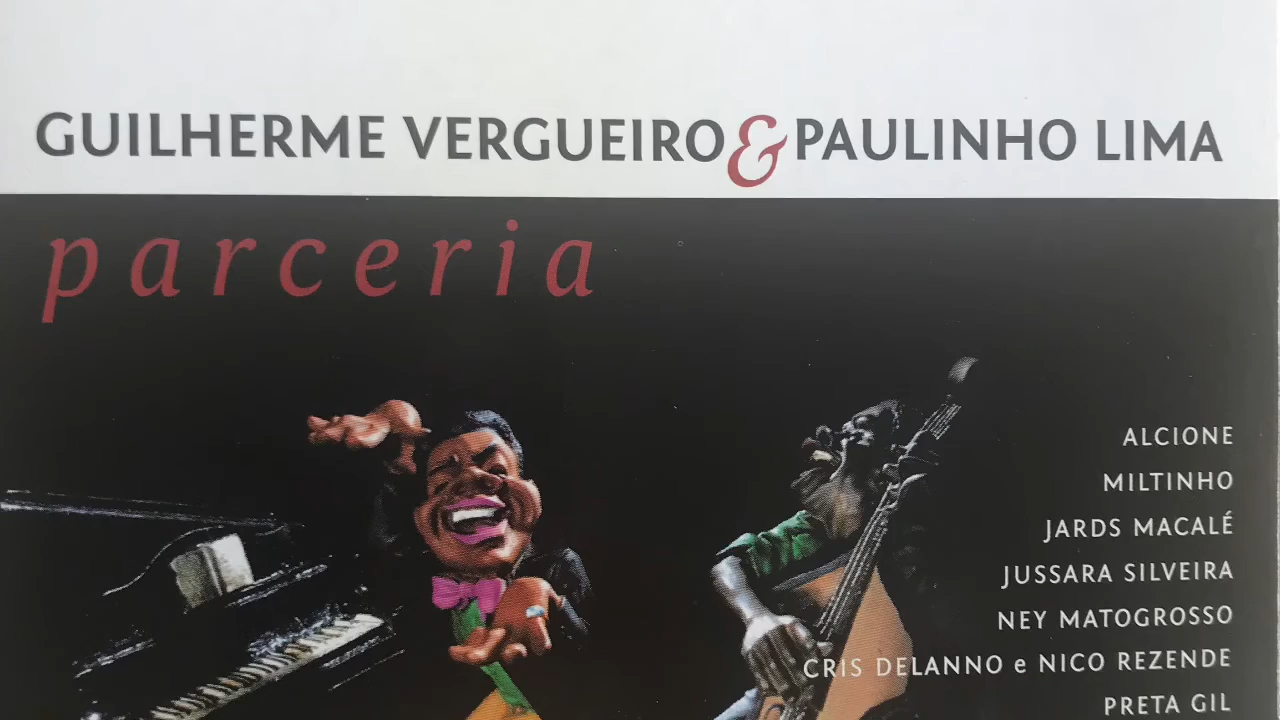 GUILHERME VERGUEIRO & PAULINHO LIMA
parceria
ALCIONE
MILTINHO
JARDS MACALÉ
JUSSARA SILVEIRA
NEY MATOGROSSO
CRIS DELANNO e NICO REZENDE
PRETA GIL